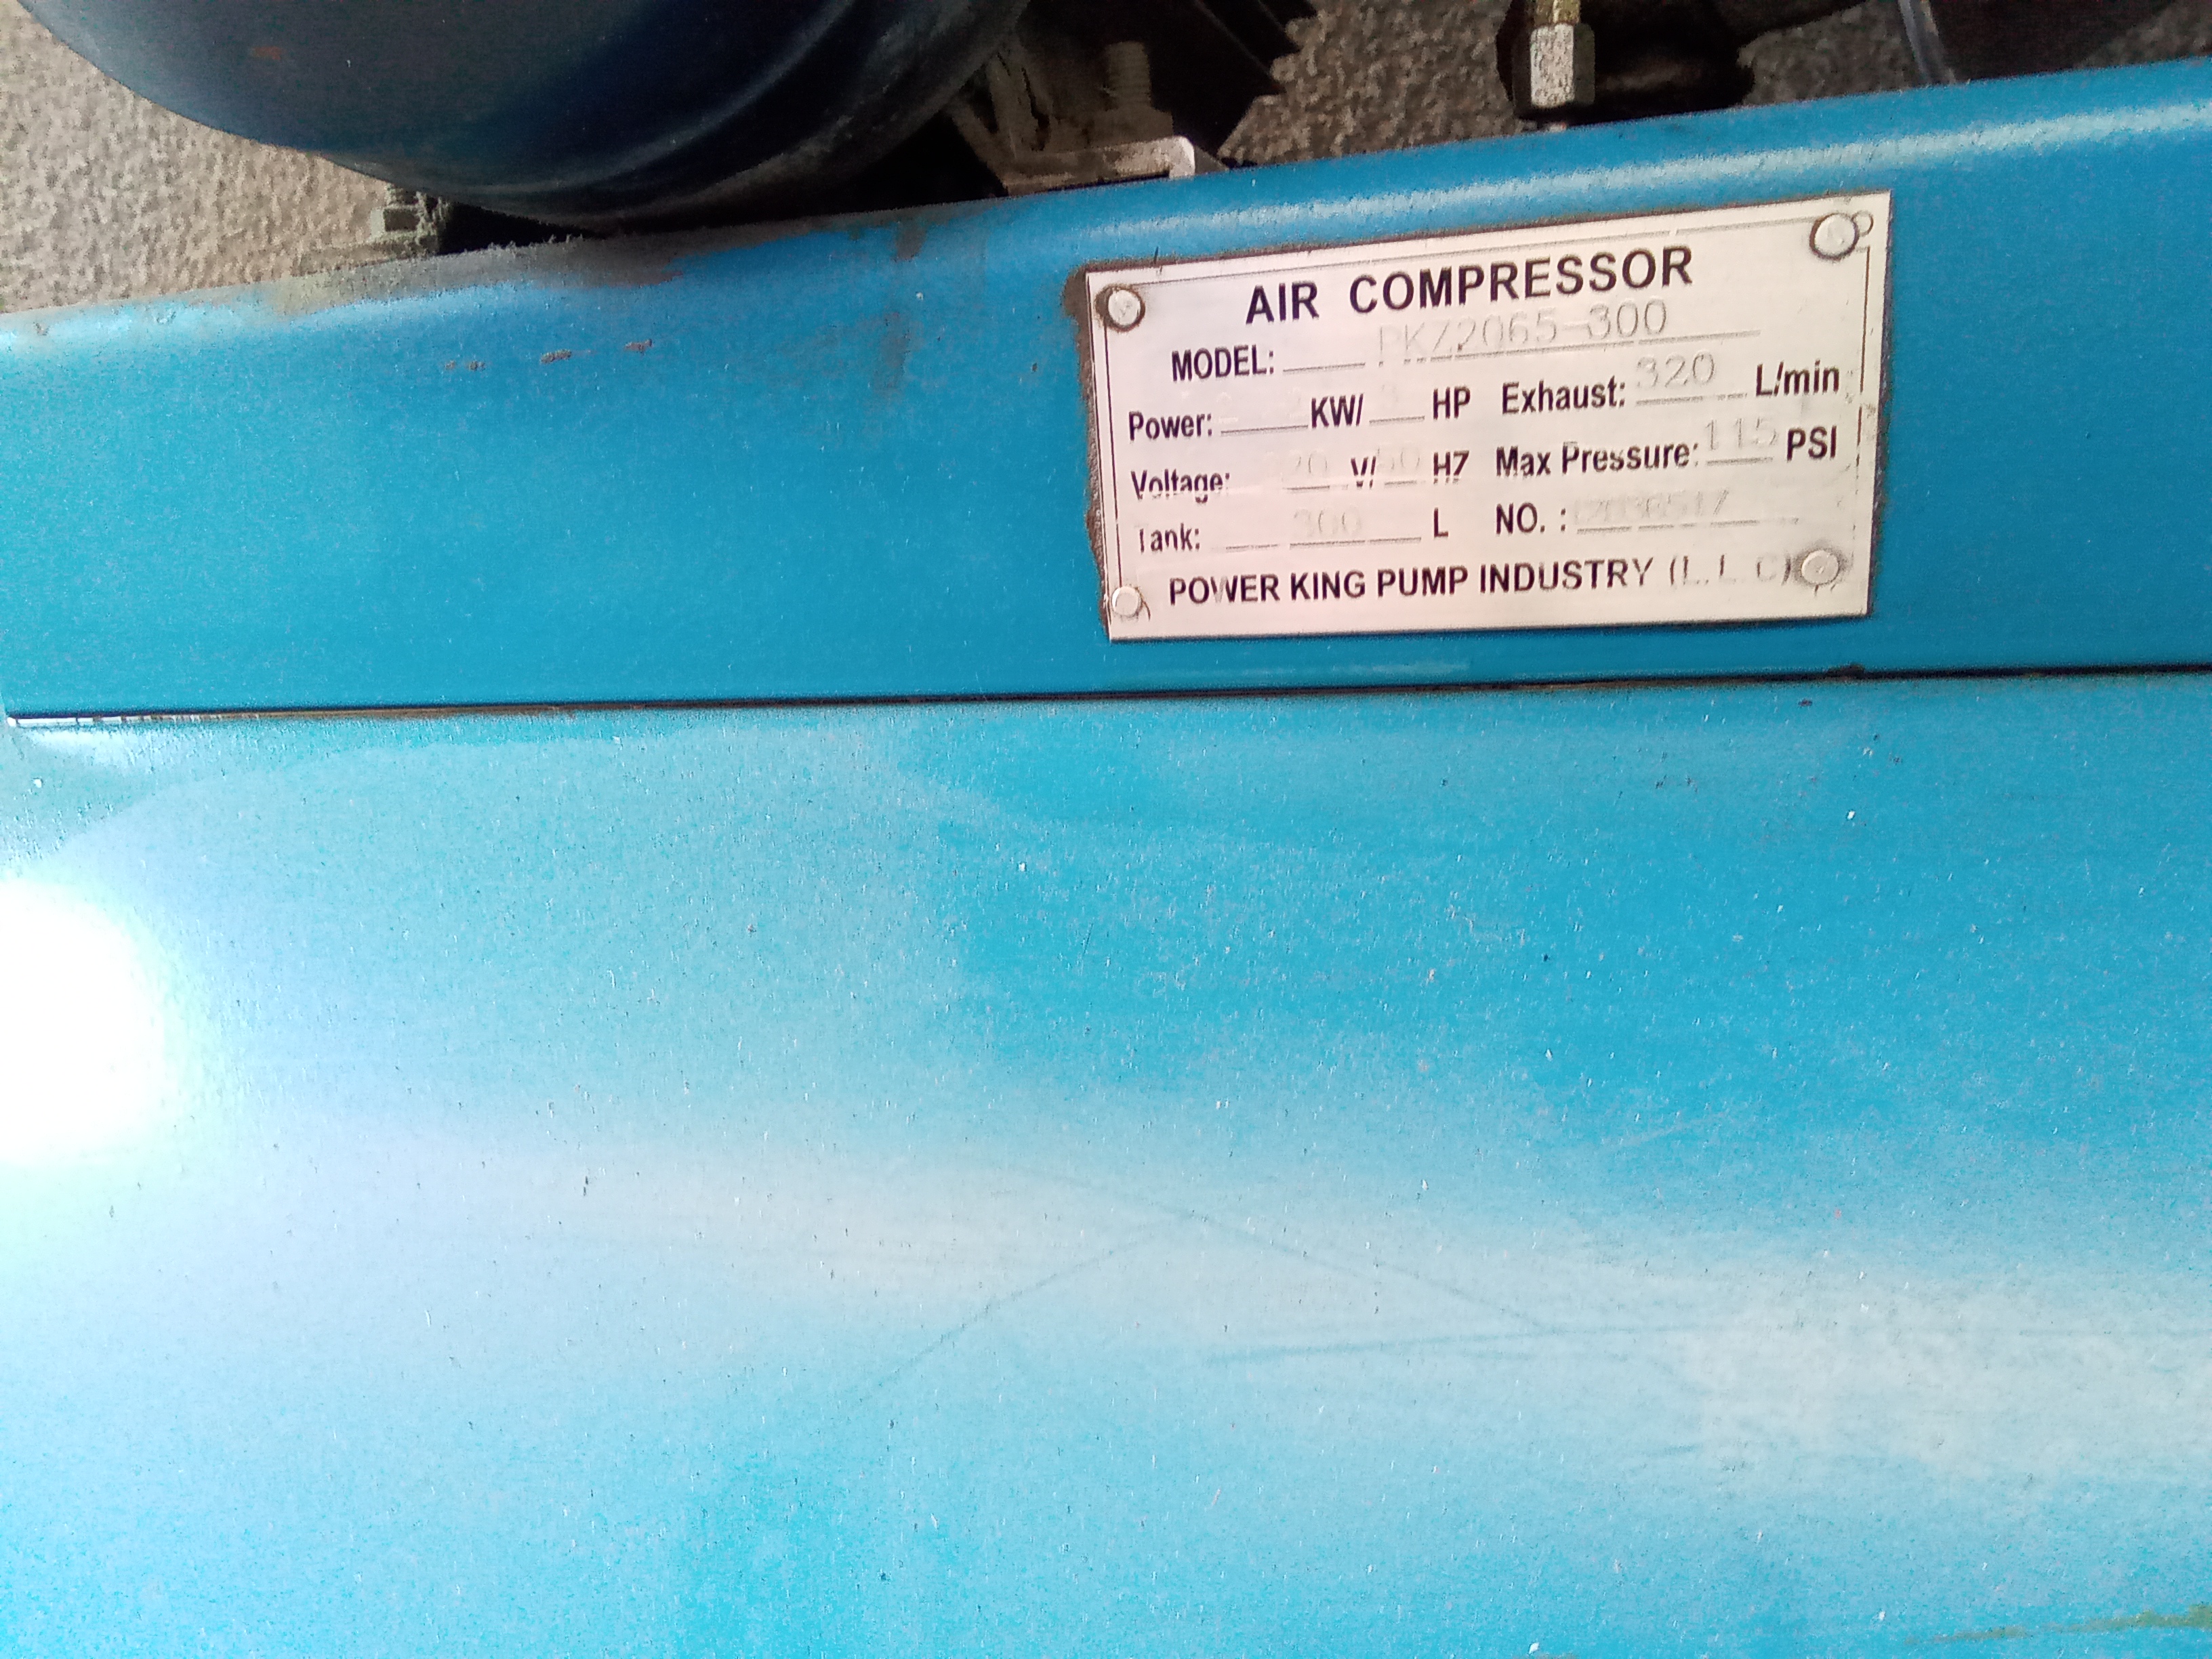 AIR COMPRESSOR
MODEL: PKZ2065-300
Power: KW/ HP Exhaust: 320 L/min
Voltage: V/ HZ Max Pressure: 115 PSI
Tank: 300 L NO. :
POWER KING PUMP INDUSTRY (L.L.C)